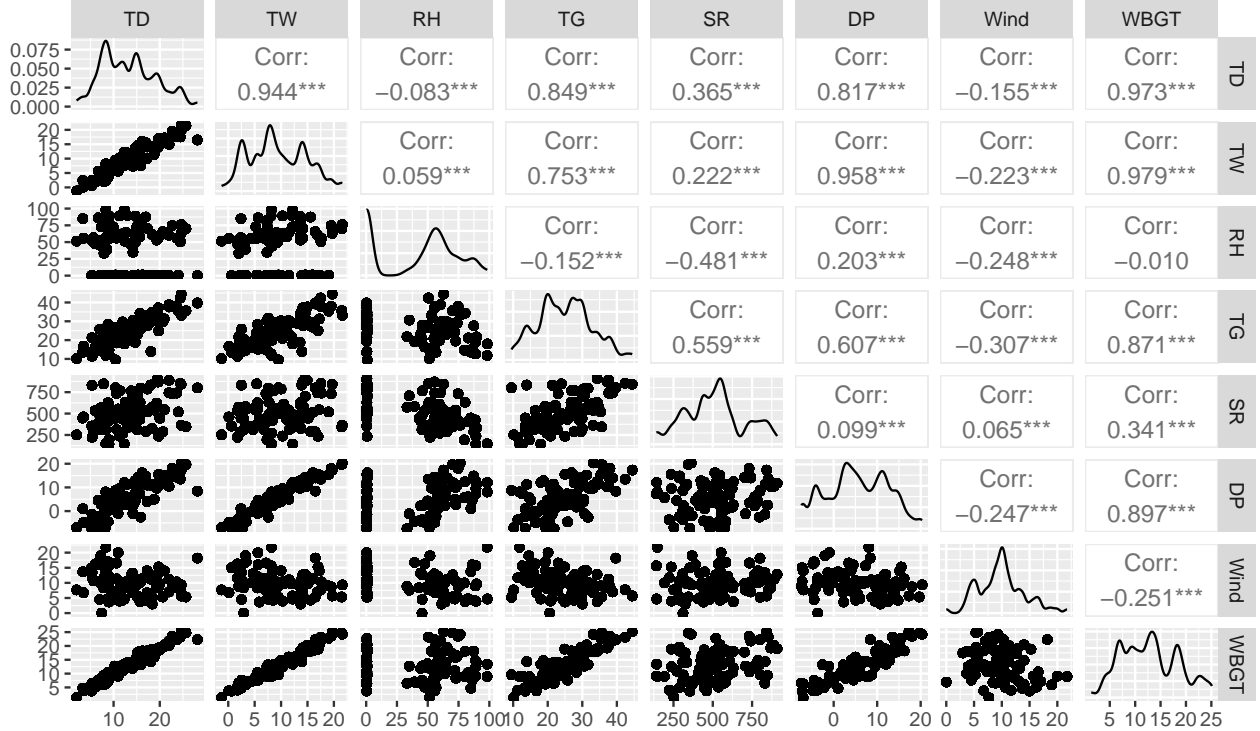 TD TW RH TG SR DP Wind WBGT
0.075
0.050
0.025
0.000
Corr: Corr: Corr: Corr: Corr: Corr: Corr:
0.944*** −0.083*** 0.849*** 0.365*** 0.817*** −0.155*** 0.973***
TD
20
15
10
5
0
Corr: Corr: Corr: Corr: Corr: Corr:
0.059*** 0.753*** 0.222*** 0.958*** −0.223*** 0.979***
TW
100
75
50
25
0
Corr: Corr: Corr: Corr: Corr:
−0.152*** −0.481*** 0.203*** −0.248*** −0.010
RH
40
30
20
10
Corr: Corr: Corr: Corr:
0.559*** 0.607*** −0.307*** 0.871***
TG
750
500
250
Corr: Corr: Corr:
0.099*** 0.065*** 0.341***
SR
20
10
0
Corr: Corr:
−0.247*** 0.897***
DP
20
15
10
5
0
Corr:
−0.251***
Wind
25
20
15
10
5
WBGT
10 20 0 5 10 15 20 0 25 50 75 100 10 20 30 40 250 500 750 0 10 20 0 5 10 15 20 5 10 15 20 25